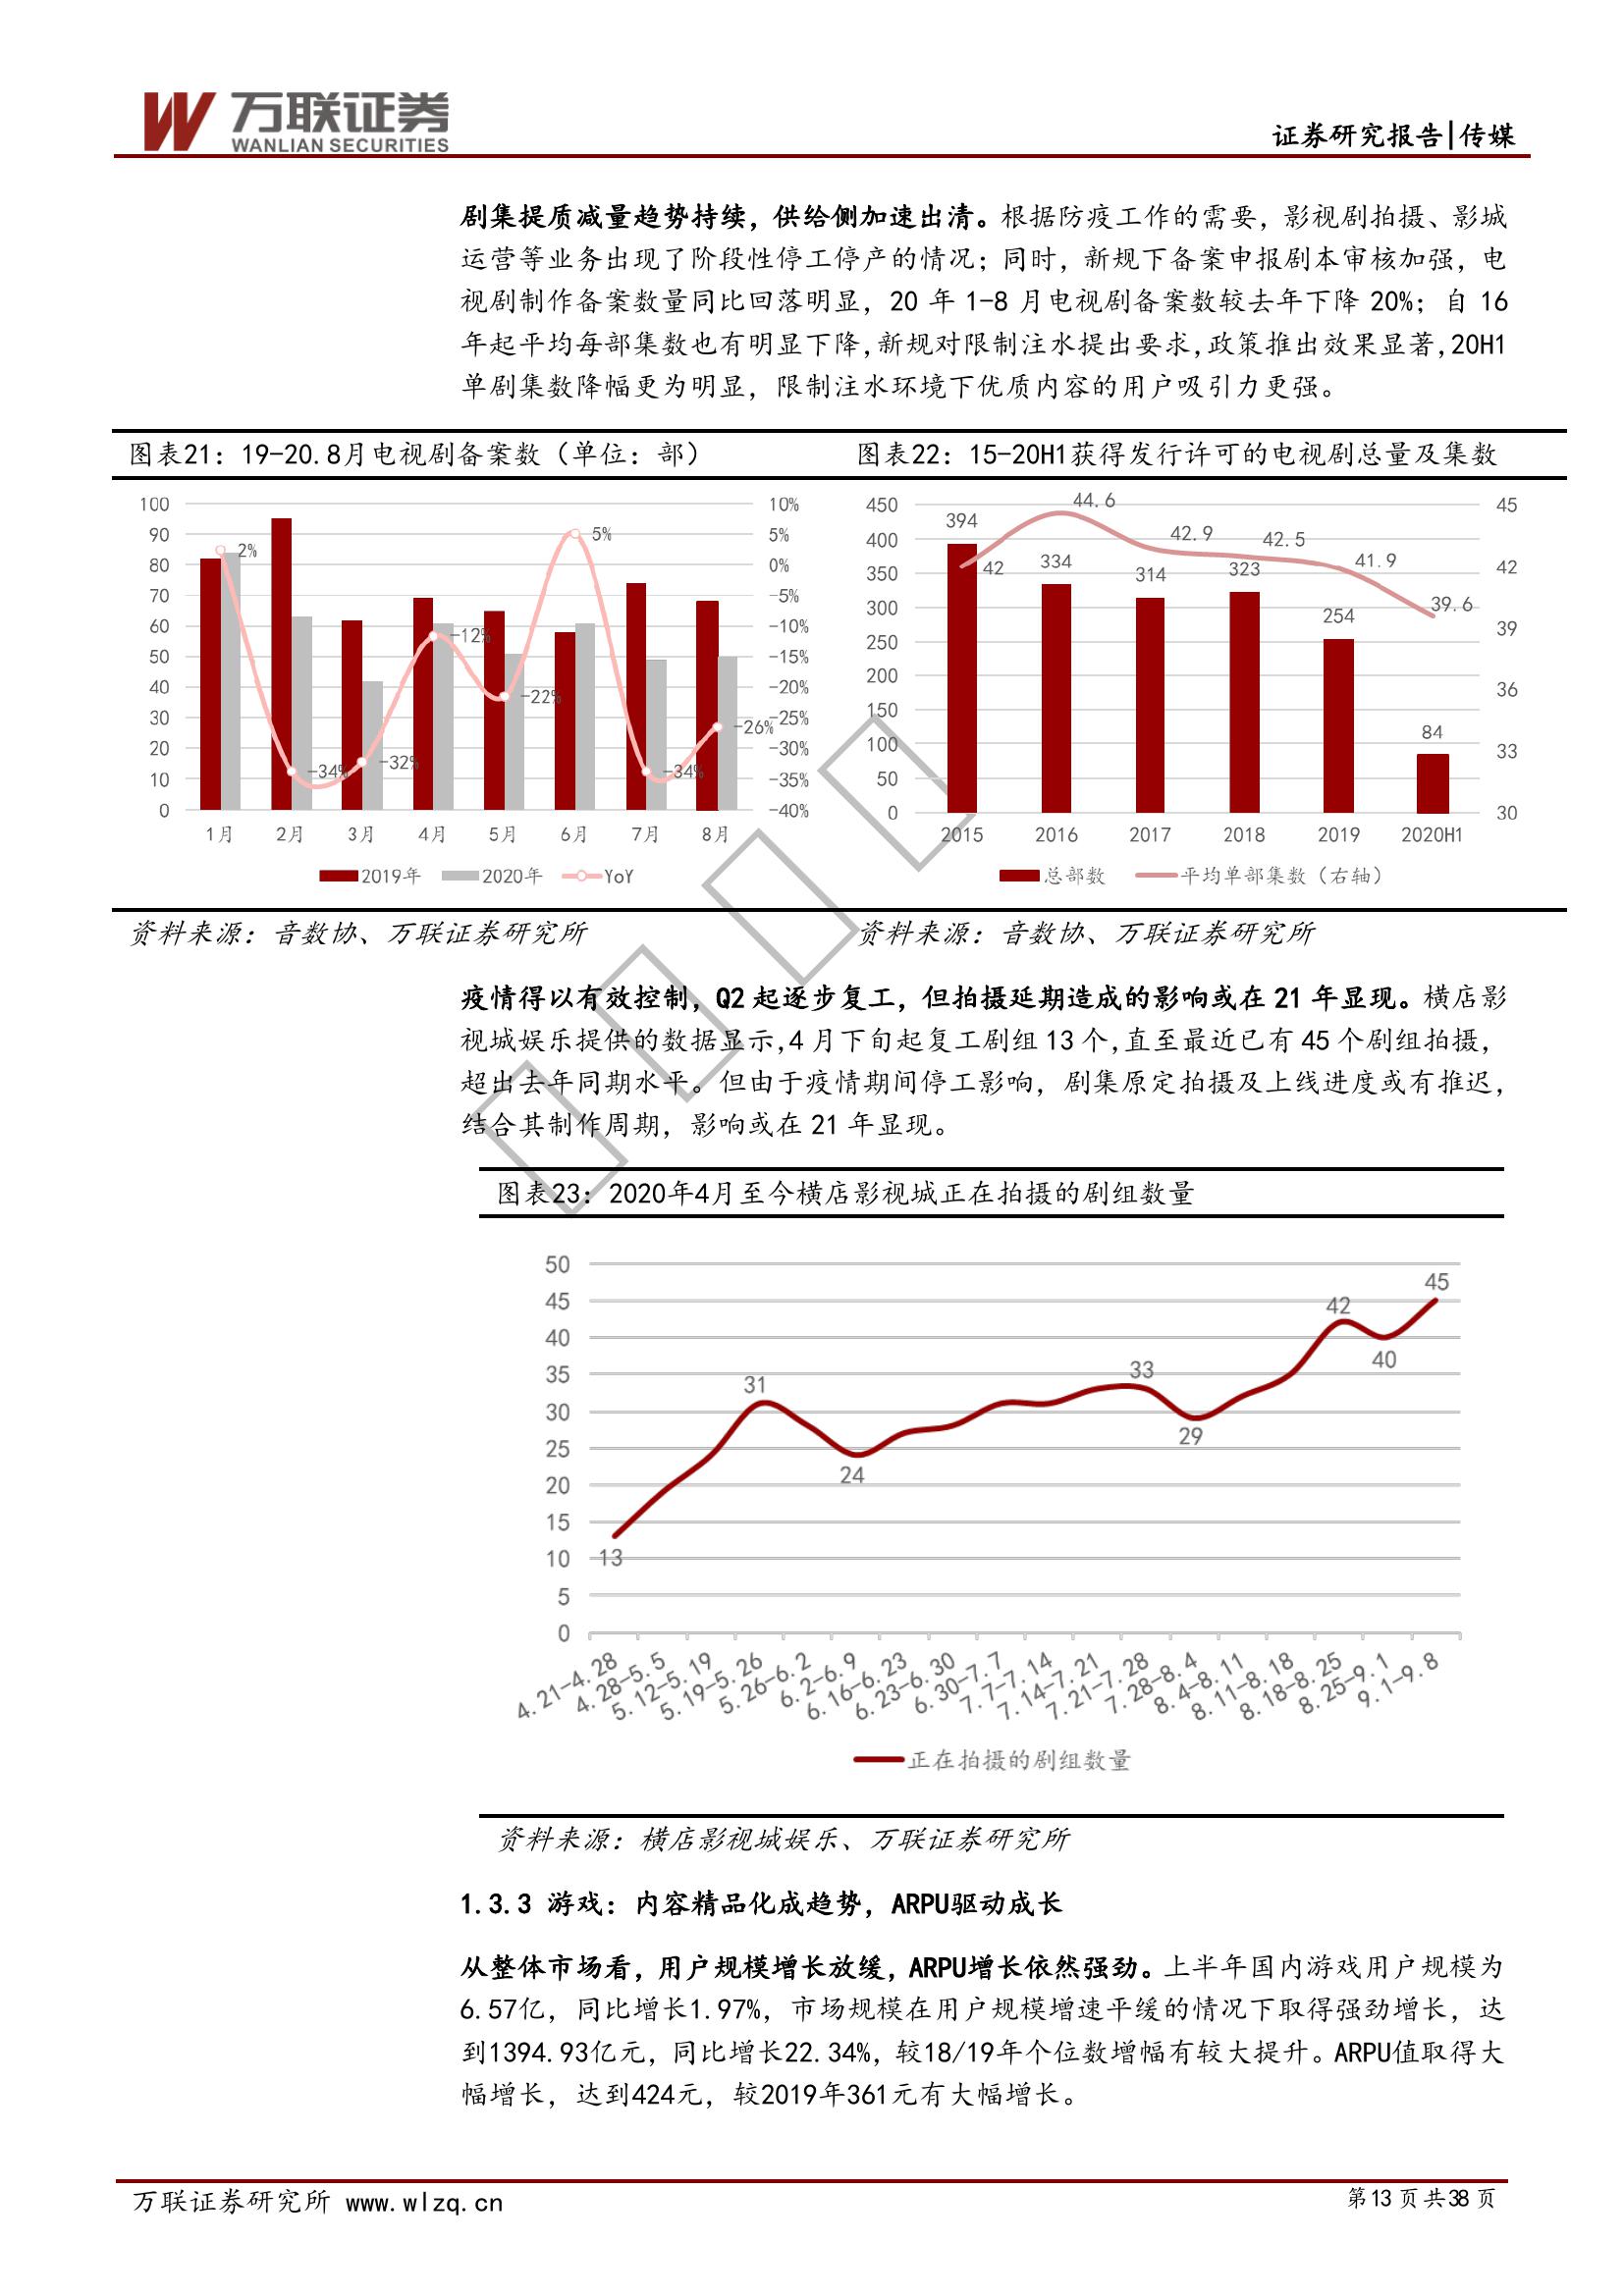 万联证券
WANLIAN SECURITIES
证券研究报告|传媒
剧集提质减量趋势持续，供给侧加速出清。根据防疫工作的需要，影视剧拍摄、影城
运营等业务出现了阶段性停工停产的情况；同时，新规下备案申报剧本审核加强，电
视剧制作备案数量同比回落明显，20 年 1-8 月电视剧备案数较去年下降 20%；自 16
年起平均每部集数也有明显下降,新规对限制注水提出要求,政策推出效果显著,20H1
单剧集数降幅更为明显，限制注水环境下优质内容的用户吸引力更强。
图表21：19-20.8月电视剧备案数（单位：部）
100
90
80
70
60
50
40
30
20
10
0
10%
5%
0%
-5%
-10%
-15%
-20%
-25%
-30%
-35%
-40%
2%
-34%
-32%
-12%
-22%
5%
-34%
-26%
1月 2月 3月 4月 5月 6月 7月 8月
2019年 2020年 YoY
资料来源：音数协、万联证券研究所
图表22：15-20H1获得发行许可的电视剧总量及集数
450
400
350
300
250
200
150
100
50
0
45
42
39
36
33
30
394 334 314 323 254 84
42 44.6 42.9 42.5 41.9 39.6
2015 2016 2017 2018 2019 2020H1
总部数 平均单部集数（右轴）
资料来源：音数协、万联证券研究所
疫情得以有效控制，Q2 起逐步复工，但拍摄延期造成的影响或在 21 年显现。横店影
视城娱乐提供的数据显示,4 月下旬起复工剧组 13 个,直至最近已有 45 个剧组拍摄，
超出去年同期水平。但由于疫情期间停工影响，剧集原定拍摄及上线进度或有推迟，
结合其制作周期，影响或在 21 年显现。
图表23：2020年4月至今横店影视城正在拍摄的剧组数量
50
45
40
35
30
25
20
15
10
5
0
13 31 24 33 29 42 40 45
4.21-4.28 4.28-5.5 5.12-5.19 5.19-5.26 5.26-6.2 6.2-6.9 6.16-6.23 6.23-6.30 6.30-7.7 7.7-7.14 7.14-7.21 7.21-7.28 7.28-8.4 8.4-8.11 8.11-8.18 8.18-8.25 8.25-9.1 9.1-9.8
正在拍摄的剧组数量
资料来源：横店影视城娱乐、万联证券研究所
1.3.3 游戏：内容精品化成趋势，ARPU驱动成长
从整体市场看，用户规模增长放缓，ARPU增长依然强劲。上半年国内游戏用户规模为
6.57亿，同比增长1.97%，市场规模在用户规模增速平缓的情况下取得强劲增长，达
到1394.93亿元，同比增长22.34%，较18/19年个位数增幅有较大提升。ARPU值取得大
幅增长，达到424元，较2019年361元有大幅增长。
万联证券研究所 www.wlzq.cn
第13 页 共38 页